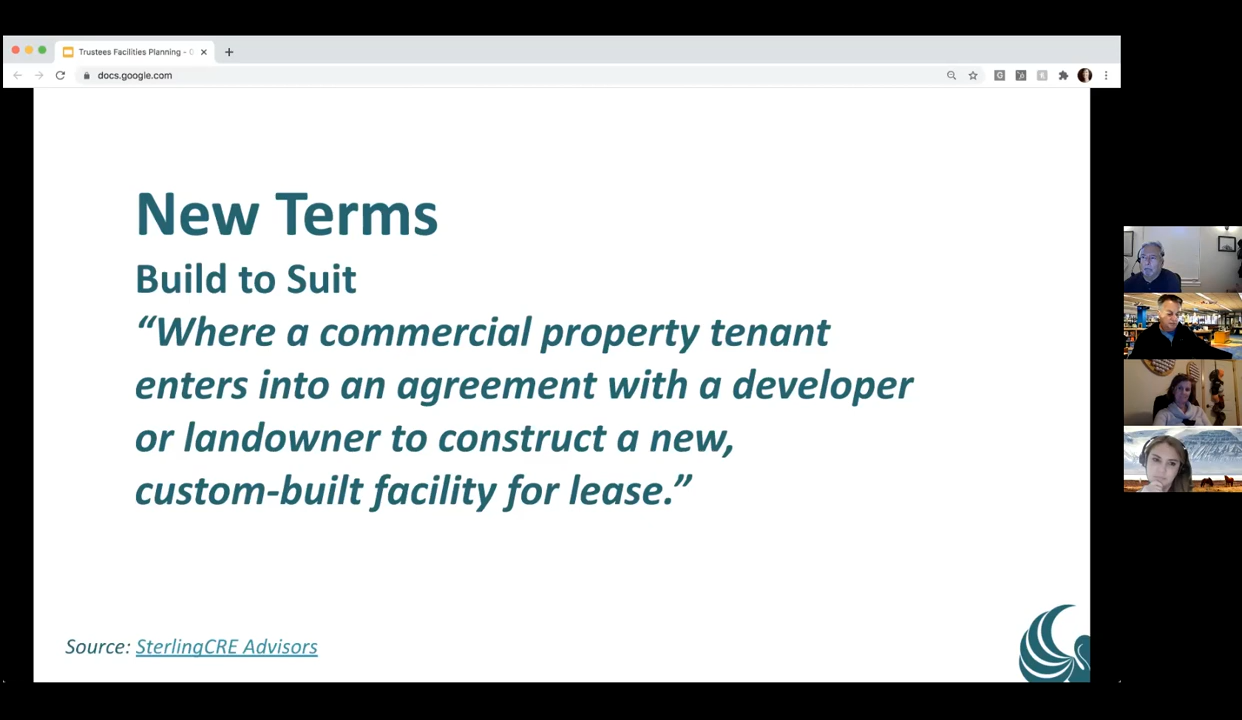 Trustees Facilities Planning - 
docs.google.com
New Terms
Build to Suit
“Where a commercial property tenant
enters into an agreement with a developer
or landowner to construct a new,
custom-built facility for lease.”
Source: SterlingCRE Advisors